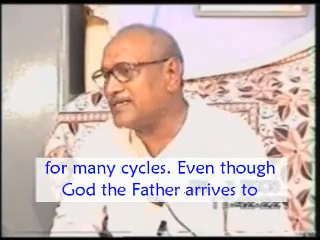 for many cycles. Even though
God the Father arrives to